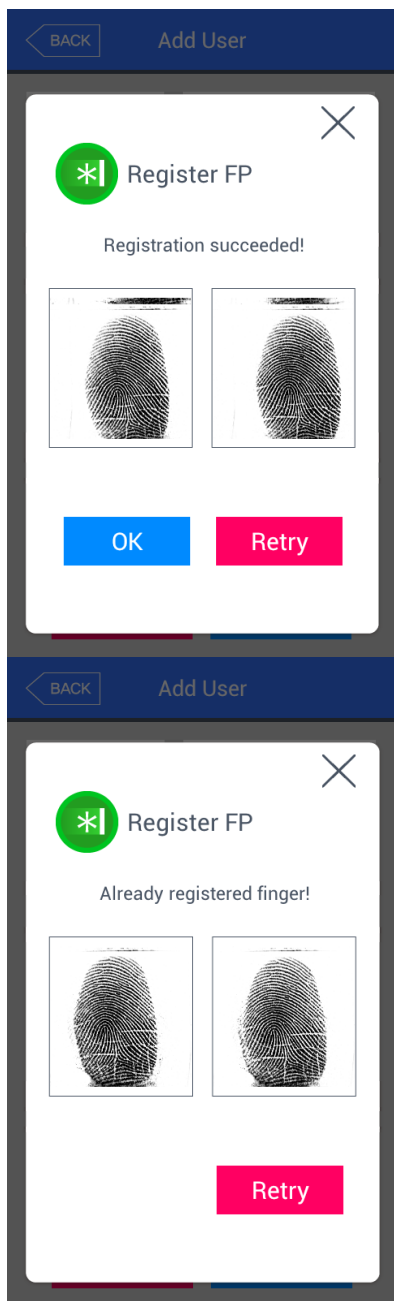 BACK Add User
Register FP
Registration succeeded!
OK Retry
BACK Add User
Register FP
Already registered finger!
Retry